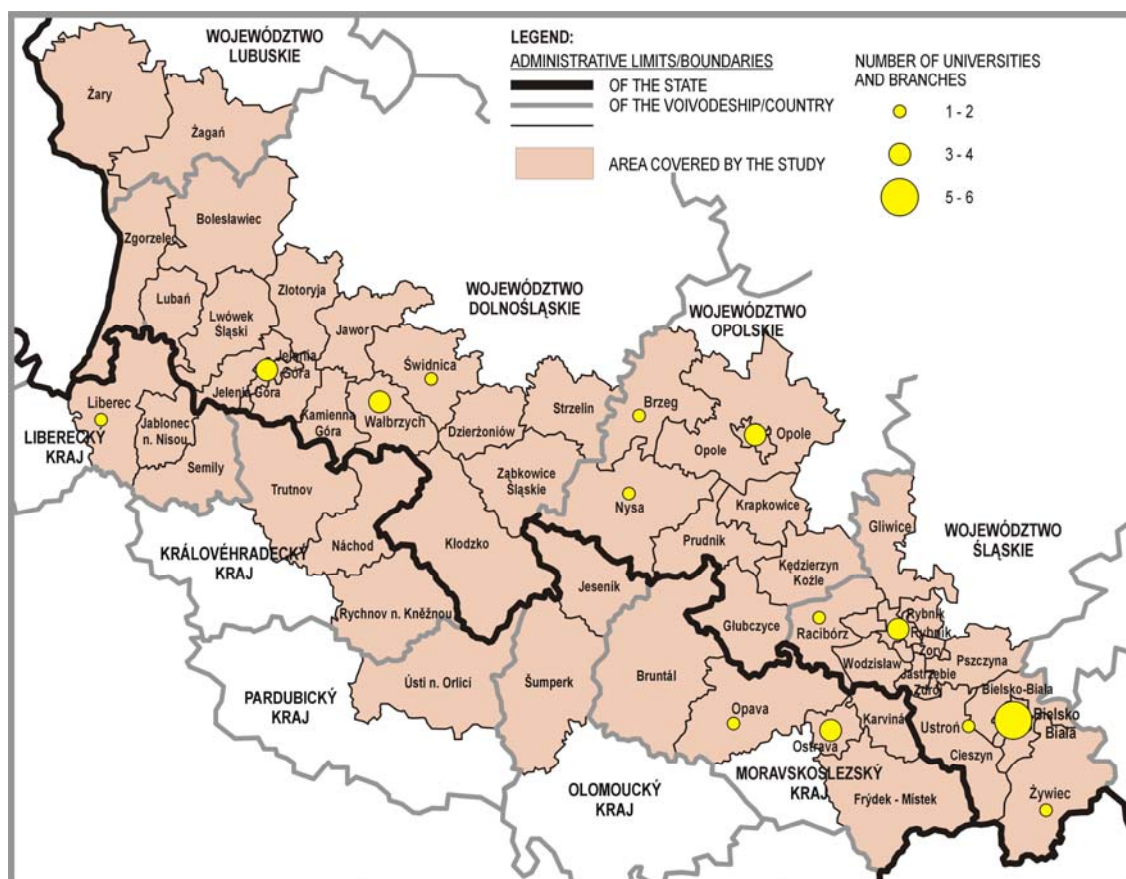 WOJEWÓDZTWO
LUBUSKIE
LEGEND:
ADMINISTRATIVE LIMITS/BOUNDARIES
OF THE STATE
OF THE VOIVODESHIP/COUNTRY
AREA COVERED BY THE STUDY
NUMBER OF UNIVERSITIES
AND BRANCHES
1 - 2
3 - 4
5 - 6
Żary
Żagań
Bolesławiec
Zgorzelec
Lubań
Złotoryja
Lwówek
Śląski
WOJEWÓDZTWO
DOLNOŚLĄSKIE
WOJEWÓDZTWO
OPOLSKIE
Jawor
Jelenia
Góra
Świdnica
Jelenia Góra
Liberec
Jablonec
n. Nisou
LIBERECKÝ
KRAJ
Semily
Kamienna
Góra
Wałbrzych
Dzierżoniów
Strzelin
Brzeg
Opole
Opole
Ząbkowice
Śląskie
Nysa
Krapkowice
Trutnov
Gliwice
WOJEWÓDZTWO
ŚLĄSKIE
KRÁLOVÉHRADECKÝ
KRAJ
Náchod
Kłodzko
Prudnik
Kędzierzyn
Koźle
Jeseník
Rychnov n. Kněžnou
Głubczyce
Racibórz
Rybnik
Rybnik
Żory
Wodzisław
Jastrzębie
Zdrój
Pszczyna
PARDUBICKÝ
KRAJ
Ústi n. Orlicí
Šumperk
Bruntál
Bielsko-Biała
Opava
Karviná
Ustroń
Bielsko
Biała
Ostrava
Cieszyn
MORAVSKOSLEZSKÝ
KRAJ
OLOMOUCKÝ
KRAJ
Frýdek - Místek
Żywiec